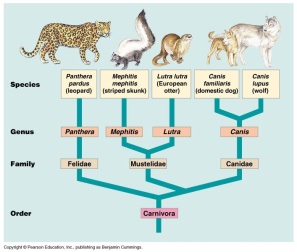 Species
Panthera
pardus
(leopard)
Mephitis
mephitis
(striped skunk)
Lutra lutra
(European
otter)
Canis
familiaris
(domestic dog)
Canis
lupus
(wolf)
Genus
Panthera
Mephitis
Lutra
Canis
Family
Felidae
Mustelidae
Canidae
Order
Carnivora
Copyright © Pearson Education, Inc., publishing as Benjamin Cummings.